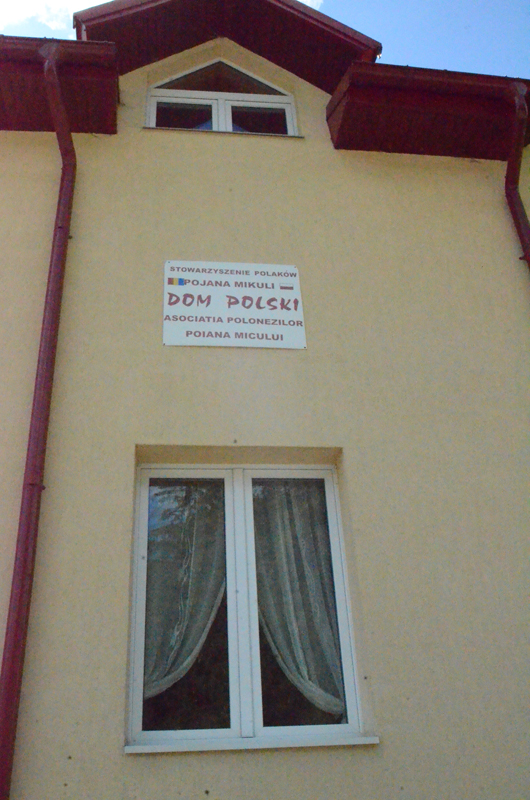 STOWARZYSZENIE POLAKÓW
POJANA MIKULI
DOM POLSKI
ASOCIATIA POLONEZILOR
POIANA MICULUI